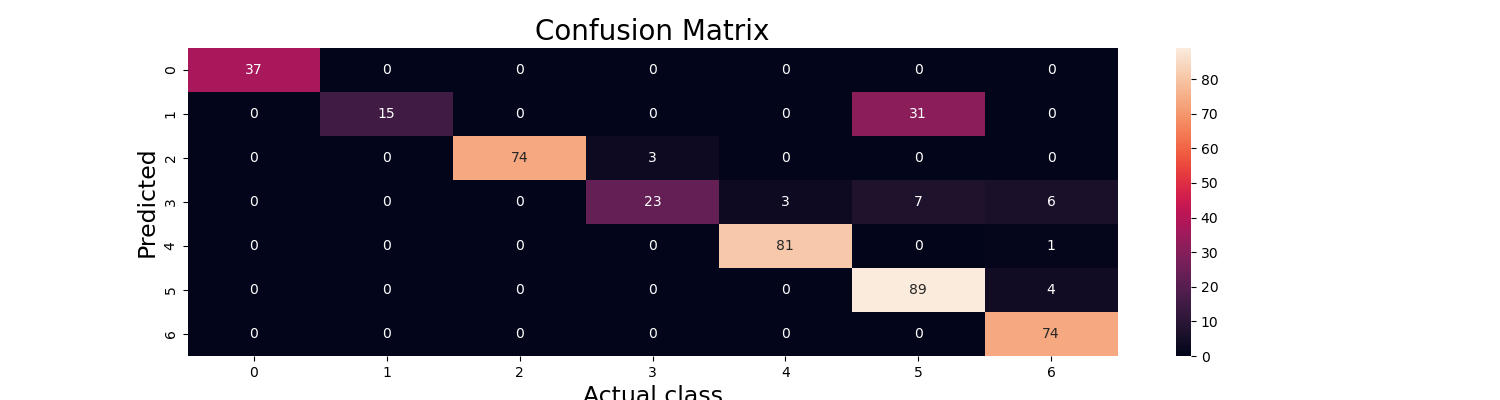 Confusion Matrix
0 37 0 0 0 0 0 0
1 0 15 0 0 0 31 0
2 0 0 74 3 0 0 0
3 0 0 0 23 3 7 6
4 0 0 0 0 81 0 1
5 0 0 0 0 0 89 4
6 0 0 0 0 0 0 74
0 1 2 3 4 5 6
Predicted
Actual class
80
70
60
50
40
30
20
10
0